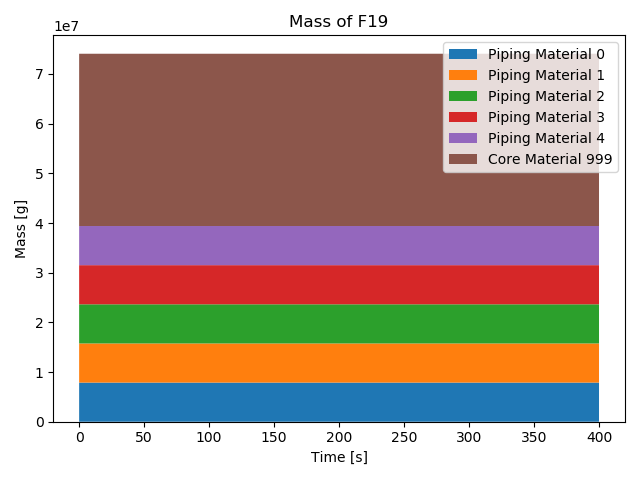 Mass of F19
1e7
Piping Material 0
Piping Material 1
Piping Material 2
Piping Material 3
Piping Material 4
Core Material 999
7
6
5
4
3
2
1
0
Mass [g]
0 50 100 150 200 250 300 350 400
Time [s]